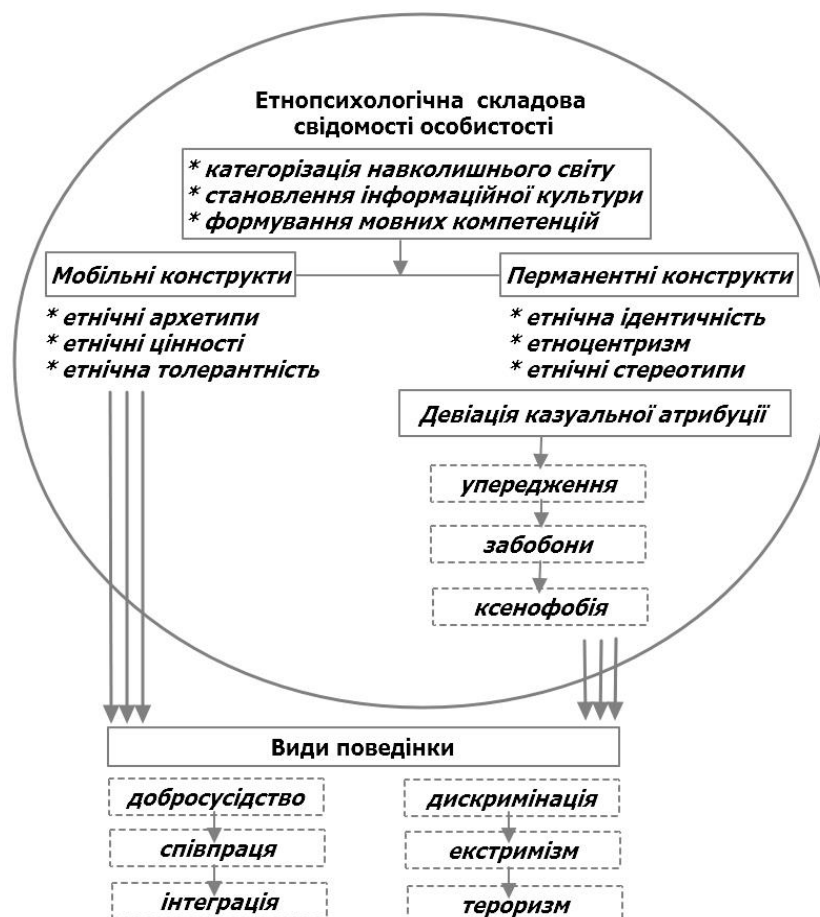 Етнопсихологічна складова
свідомості особистості
* категорізація навколишнього світу
* становлення інформаційної культури
* формування мовних компетенцій
Мобільні конструкти
Перманентні конструкти
* етнічні архетипи
* етнічні цінності
* етнічна толерантність
* етнічна ідентичність
* етноцентризм
* етнічні стереотипи
Девіація казуальної атрибуції
упередження
забобони
ксенофобія
Види поведінки
добросусідство
дискримінація
співпраця
екстримізм
інтеграція
тероризм